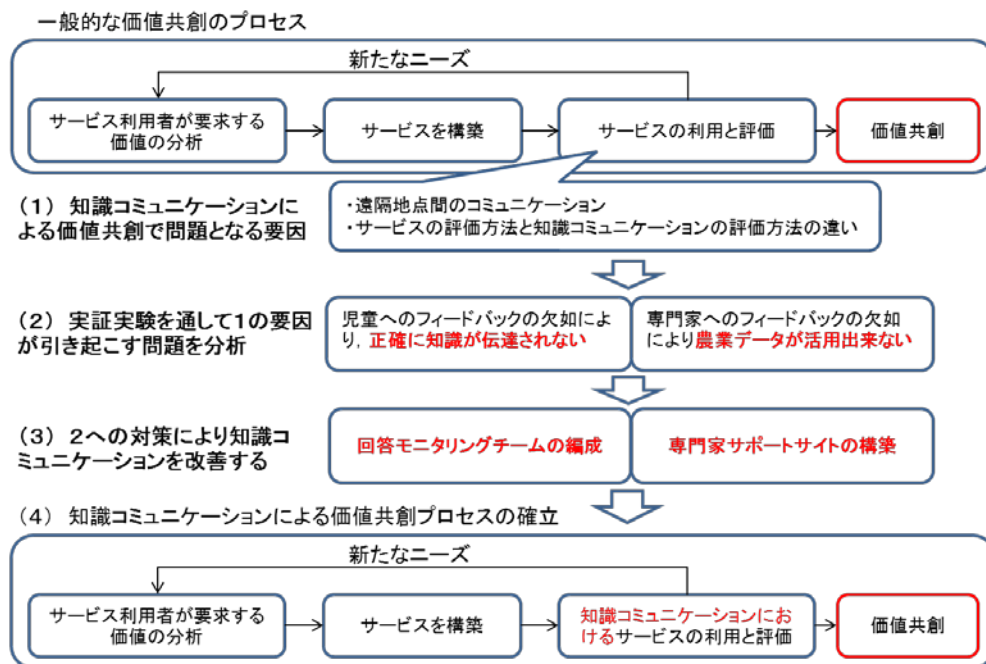 一般的な価値共創のプロセス
新たなニーズ
サービス利用者が要求する
価値の分析
サービスを構築
サービスの利用と評価
価値共創
(1) 知識コミュニケーションに
よる価値共創で問題となる要因
・遠隔地点間のコミュニケーション
・サービスの評価方法と知識コミュニケーションの評価方法の違い
(2) 実証実験を通して1の要因
が引き起こす問題を分析
児童へのフィードバックの欠如によ
り, 正確に知識が伝達されない
専門家へのフィードバックの欠如
により農業データが活用出来ない
(3) 2への対策により知識コ
ミュニケーションを改善する
回答モニタリングチームの編成
専門家サポートサイトの構築
(4) 知識コミュニケーションによる価値共創プロセスの確立
新たなニーズ
サービス利用者が要求する
価値の分析
サービスを構築
知識コミュニケーションにお
けるサービスの利用と評価
価値共創